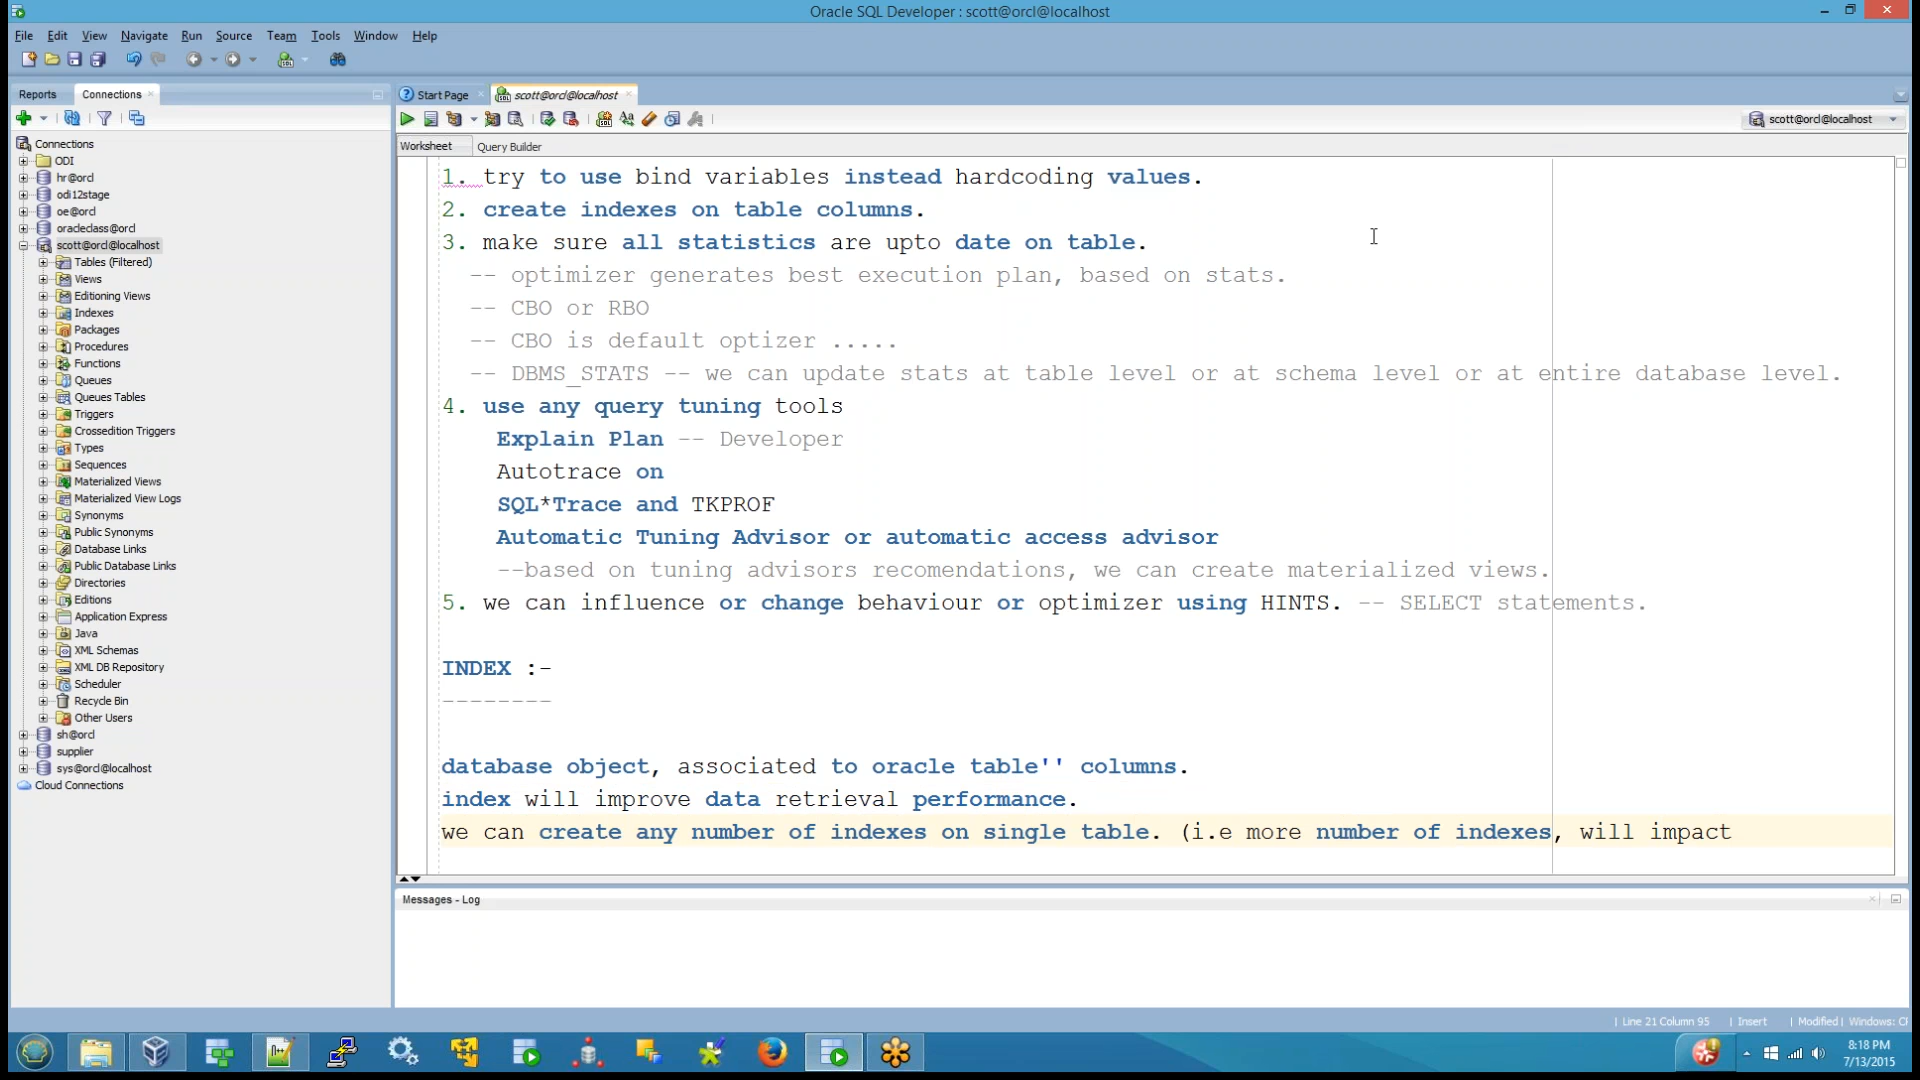 Oracle SQL Developer : scott@orcl@localhost
File Edit View Navigate Run Source Team Tools Window Help
Reports Connections
Start Page scott@orcl@localhost
scott@orcl@localhost
Worksheet Query Builder
Connections
ODI
hr@orcl
odi12stage
oe@orcl
oracleclass@orcl
scott@orcl@localhost
Tables (Filtered)
Views
Editioning Views
Indexes
Packages
Procedures
Functions
Queues
Queues Tables
Triggers
Crossedition Triggers
Types
Sequences
Materialized Views
Materialized View Logs
Synonyms
Public Synonyms
Database Links
Public Database Links
Directories
Editions
Application Express
Java
XML Schemas
XML DB Repository
Scheduler
Recycle Bin
Other Users
sh@orcl
supplier
sys@orcl@localhost
Cloud Connections
1. try to use bind variables instead hardcoding values.
2. create indexes on table columns.
3. make sure all statistics are upto date on table.
-- optimizer generates best execution plan, based on stats.
-- CBO or RBO
-- CBO is default optizer .....
-- DBMS_STATS -- we can update stats at table level or at schema level or at entire database level.
4. use any query tuning tools
Explain Plan -- Developer
Autotrace on
SQL*Trace and TKPROF
Automatic Tuning Advisor or automatic access advisor
--based on tuning advisors recomendations, we can create materialized views.
5. we can influence or change behaviour or optimizer using HINTS. -- SELECT statements.
INDEX :-
--------
database object, associated to oracle table'' columns.
index will improve data retrieval performance.
we can create any number of indexes on single table. (i.e more number of indexes, will impact
Messages - Log
Line 21 Column 95 Insert Modified Windows: C
8:18 PM
7/13/2015